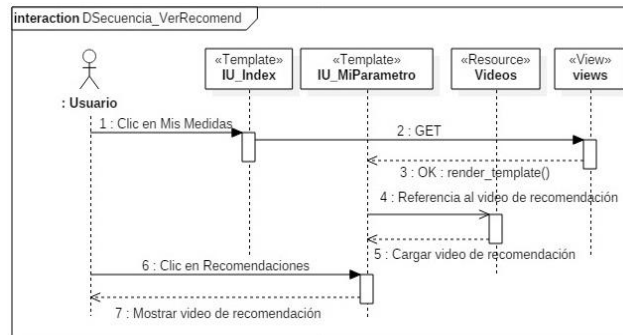 interaction DSecuencia_VerRecomend
«Template»
IU_Index
«Template»
IU_MiParametro
«Resource»
Videos
«View»
views
: Usuario
1 : Clic en Mis Medidas
2 : GET
3 : OK : render_template()
4 : Referencia al video de recomendación
5 : Cargar video de recomendación
6 : Clic en Recomendaciones
7 : Mostrar video de recomendación